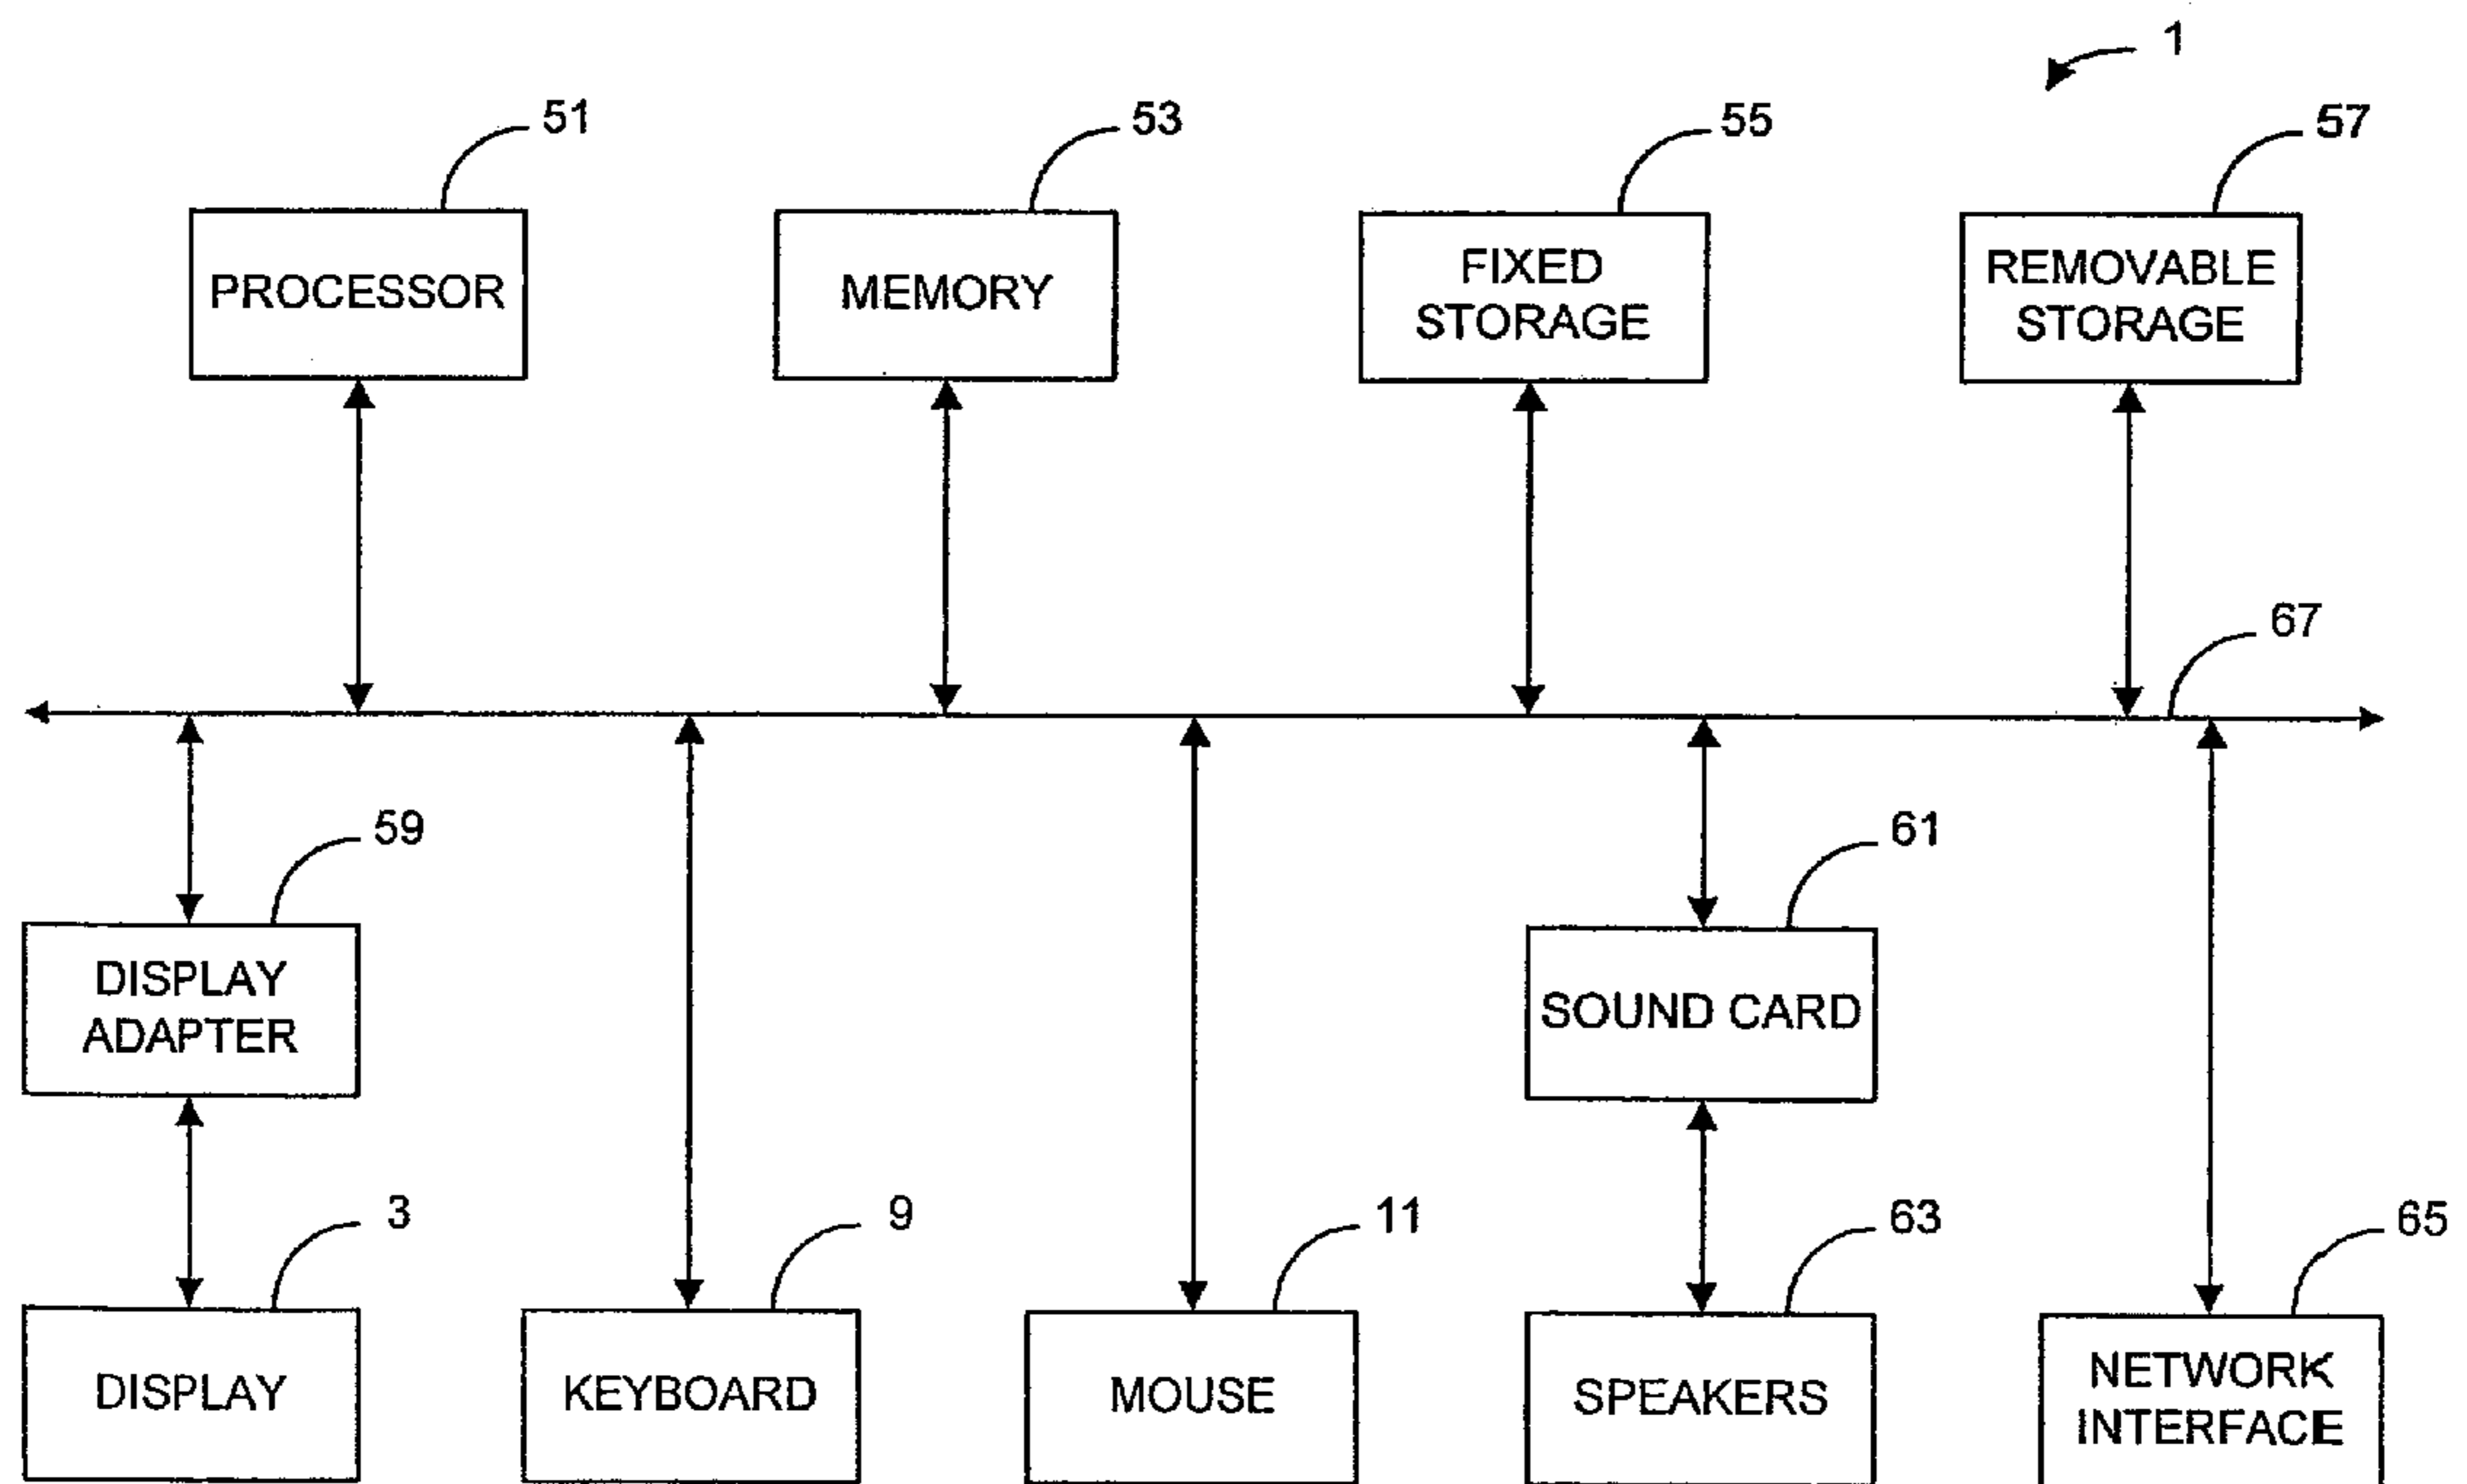 1
51
53
55
57
PROCESSOR
MEMORY
FIXED
STORAGE
REMOVABLE
STORAGE
67
59
61
DISPLAY
ADAPTER
SOUND CARD
3
9
11
63
65
DISPLAY
KEYBOARD
MOUSE
SPEAKERS
NETWORK
INTERFACE